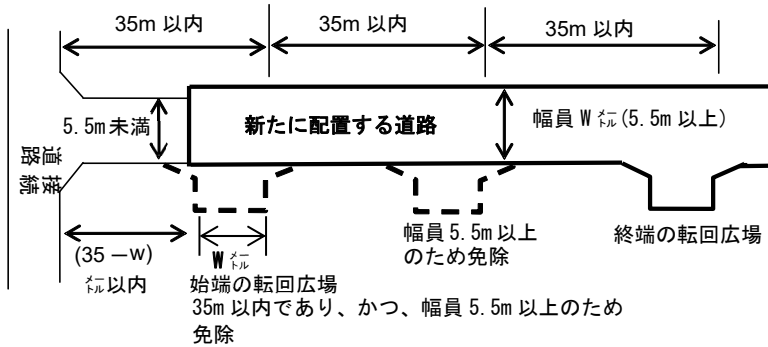 35m 以内
35m 以内
35m 以内
5.5m 未満
新たに配置する道路
幅員 W ㍍ (5.5m 以上)
接続道路
(35 －w)
㍍以内
W ㍍
幅員 5.5m 以上
のため免除
終端の転回広場
始端の転回広場
35m 以内であり、かつ、幅員 5.5m 以上のため
免除